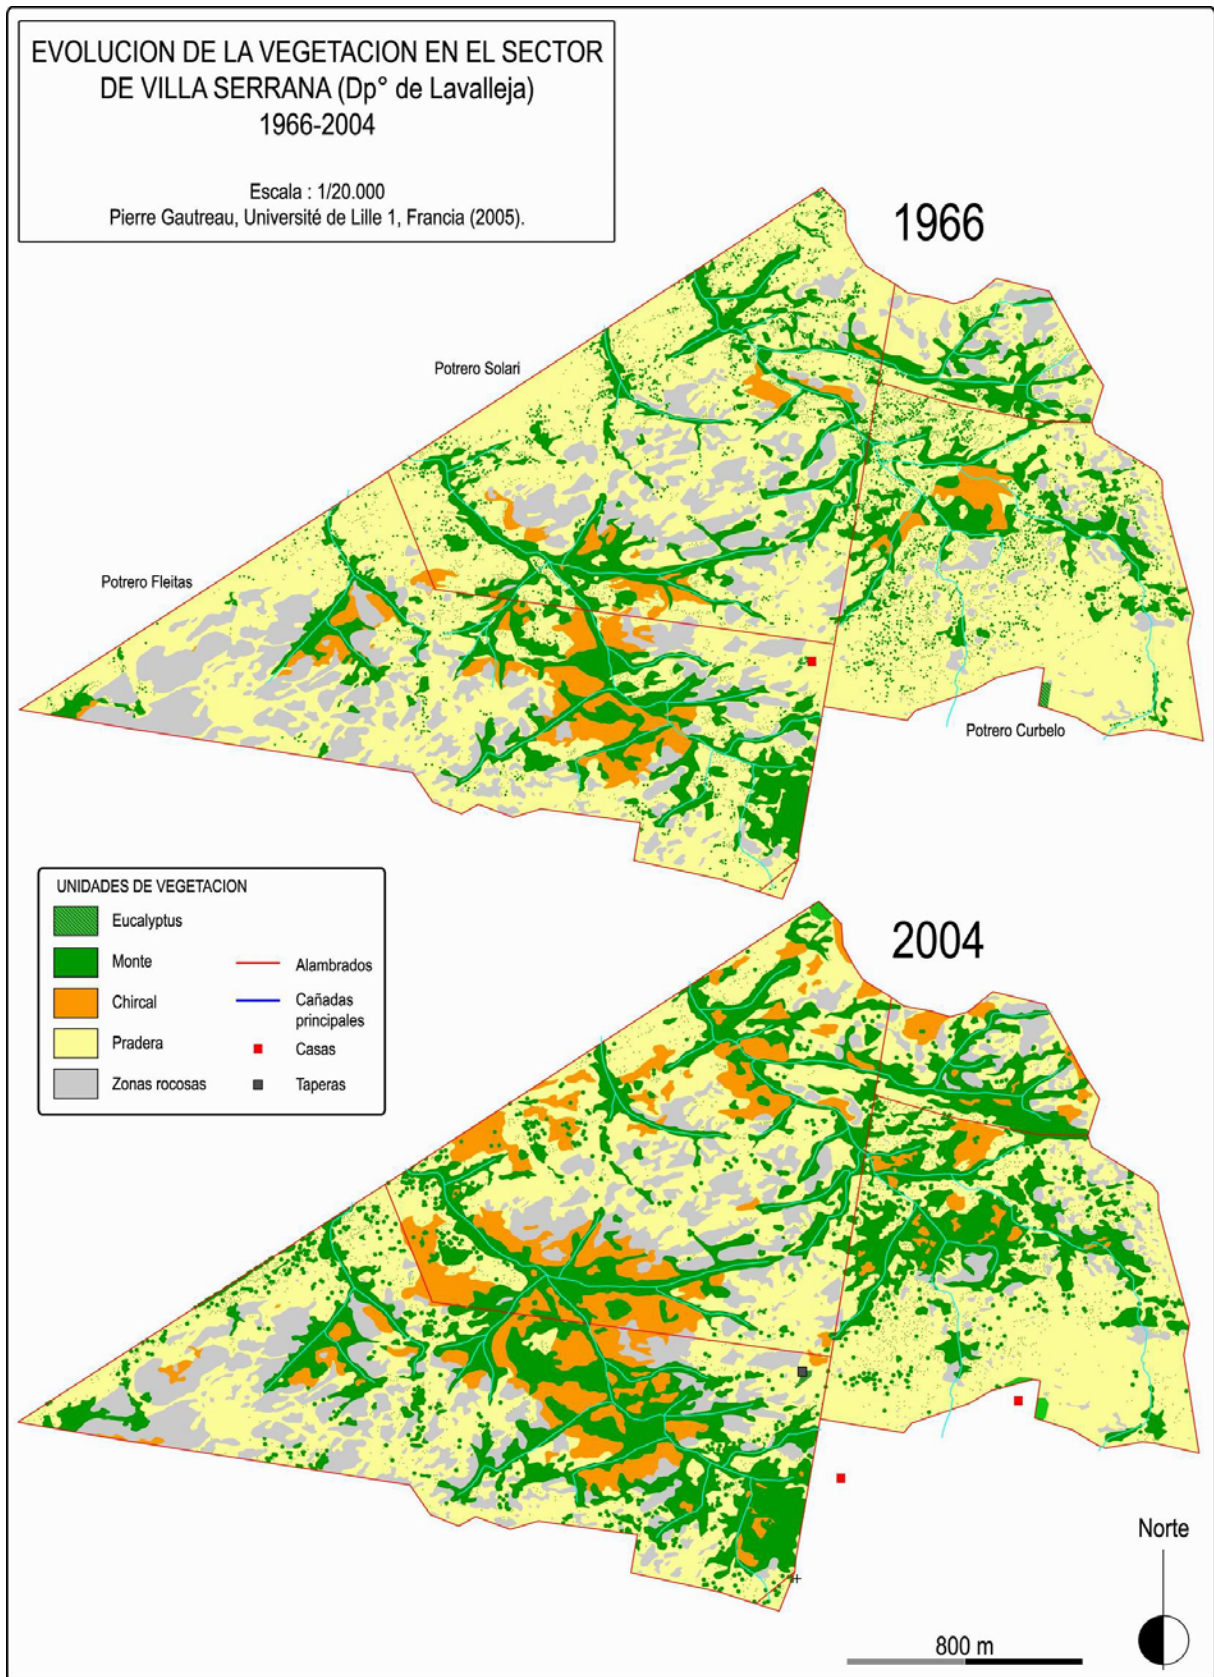 EVOLUCION DE LA VEGETACION EN EL SECTOR
DE VILLA SERRANA (Dp° de Lavalleja)
1966-2004
Escala : 1/20.000
Pierre Gautreau, Université de Lille 1, Francia (2005).
1966
Potrero Solari
Potrero Fleitas
Potrero Curbelo
UNIDADES DE VEGETACION
Eucalyptus
Monte
Chircal
Pradera
Zonas rocosas
Alambrados
Cañadas
principales
Casas
Taperas
2004
Norte
800 m